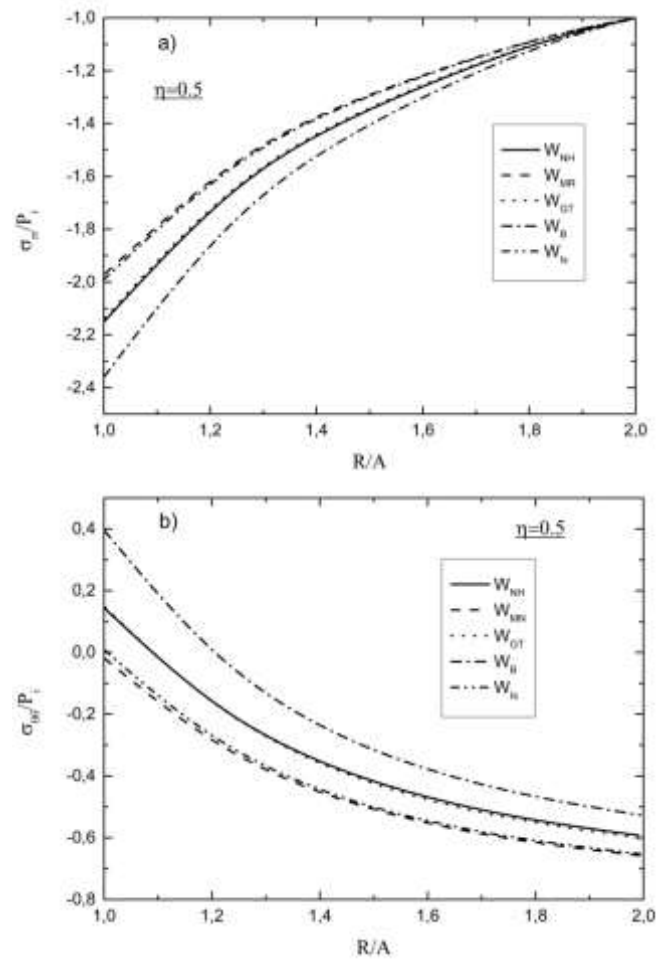 -1,0
-1,2
-1,4
-1,6
-1,8
-2,0
-2,2
-2,4
1,0 1,2 1,4 1,6 1,8 2,0
a)
η=0.5
W_NH
W_MR
W_GT
W_B
W_N
σ_rr/P_i
R/A
0,4
0,2
0,0
-0,2
-0,4
-0,6
-0,8
1,0 1,2 1,4 1,6 1,8 2,0
b)
η=0.5
W_NH
W_MN
W_GT
W_B
W_N
σ_θθ/P_i
R/A